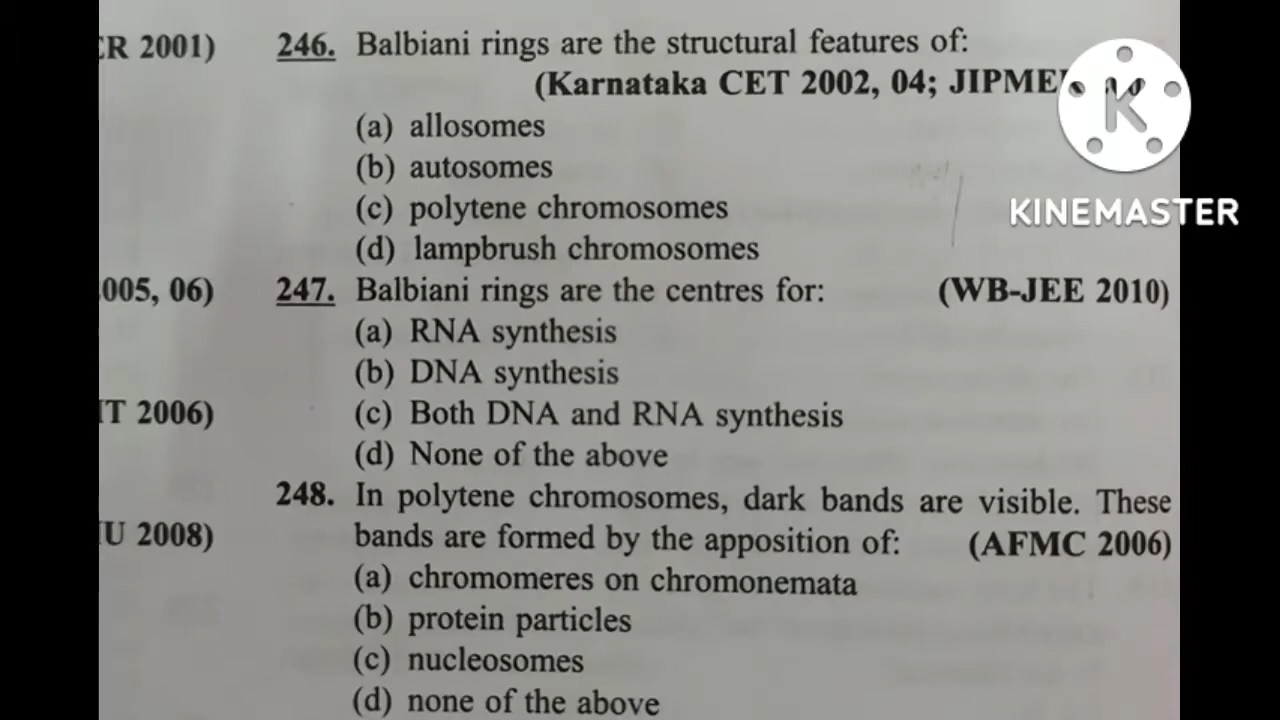 ER 2001)
246. Balbiani rings are the structural features of:
(Karnataka CET 2002, 04; JIPMER
(a) allosomes
(b) autosomes
(c) polytene chromosomes
(d) lampbrush chromosomes
KINEMASTER
005, 06)
247. Balbiani rings are the centres for: (WB-JEE 2010)
(a) RNA synthesis
(b) DNA synthesis
IT 2006)
(c) Both DNA and RNA synthesis
(d) None of the above
248. In polytene chromosomes, dark bands are visible. These
U 2008)
bands are formed by the apposition of: (AFMC 2006)
(a) chromomeres on chromonemata
(b) protein particles
(c) nucleosomes
(d) none of the above